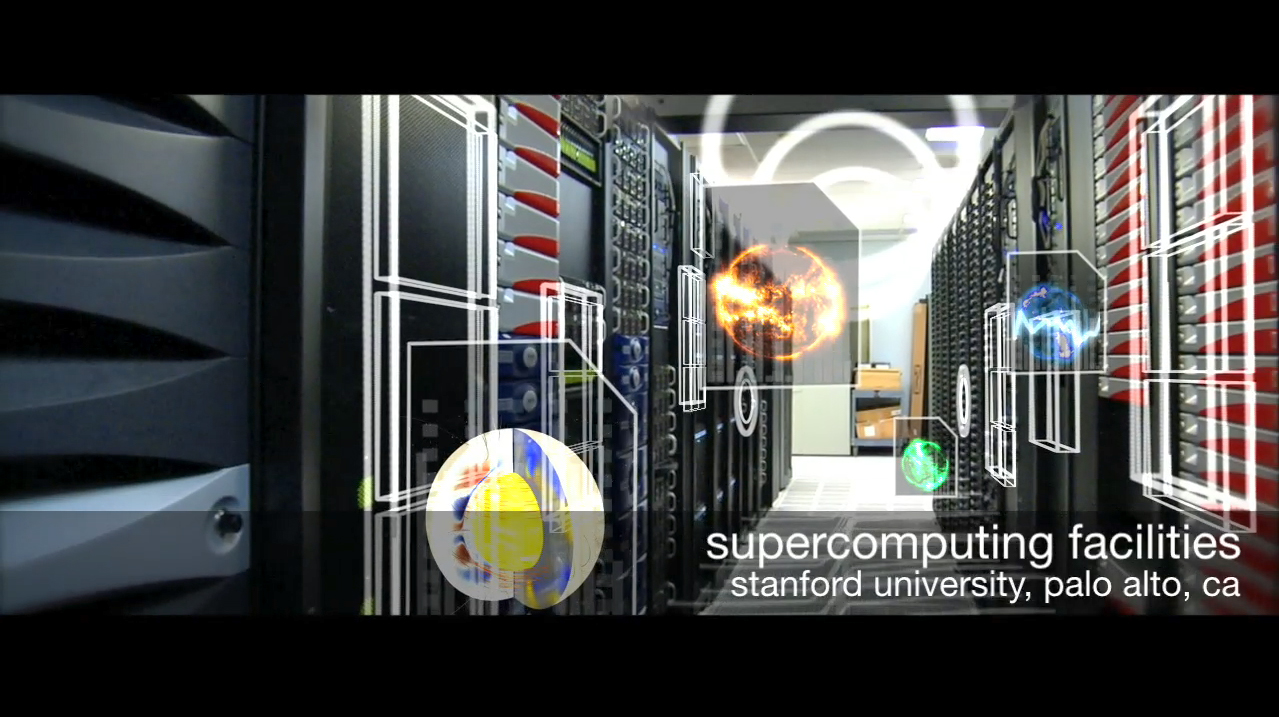 supercomputing facilities
stanford university, palo alto, ca